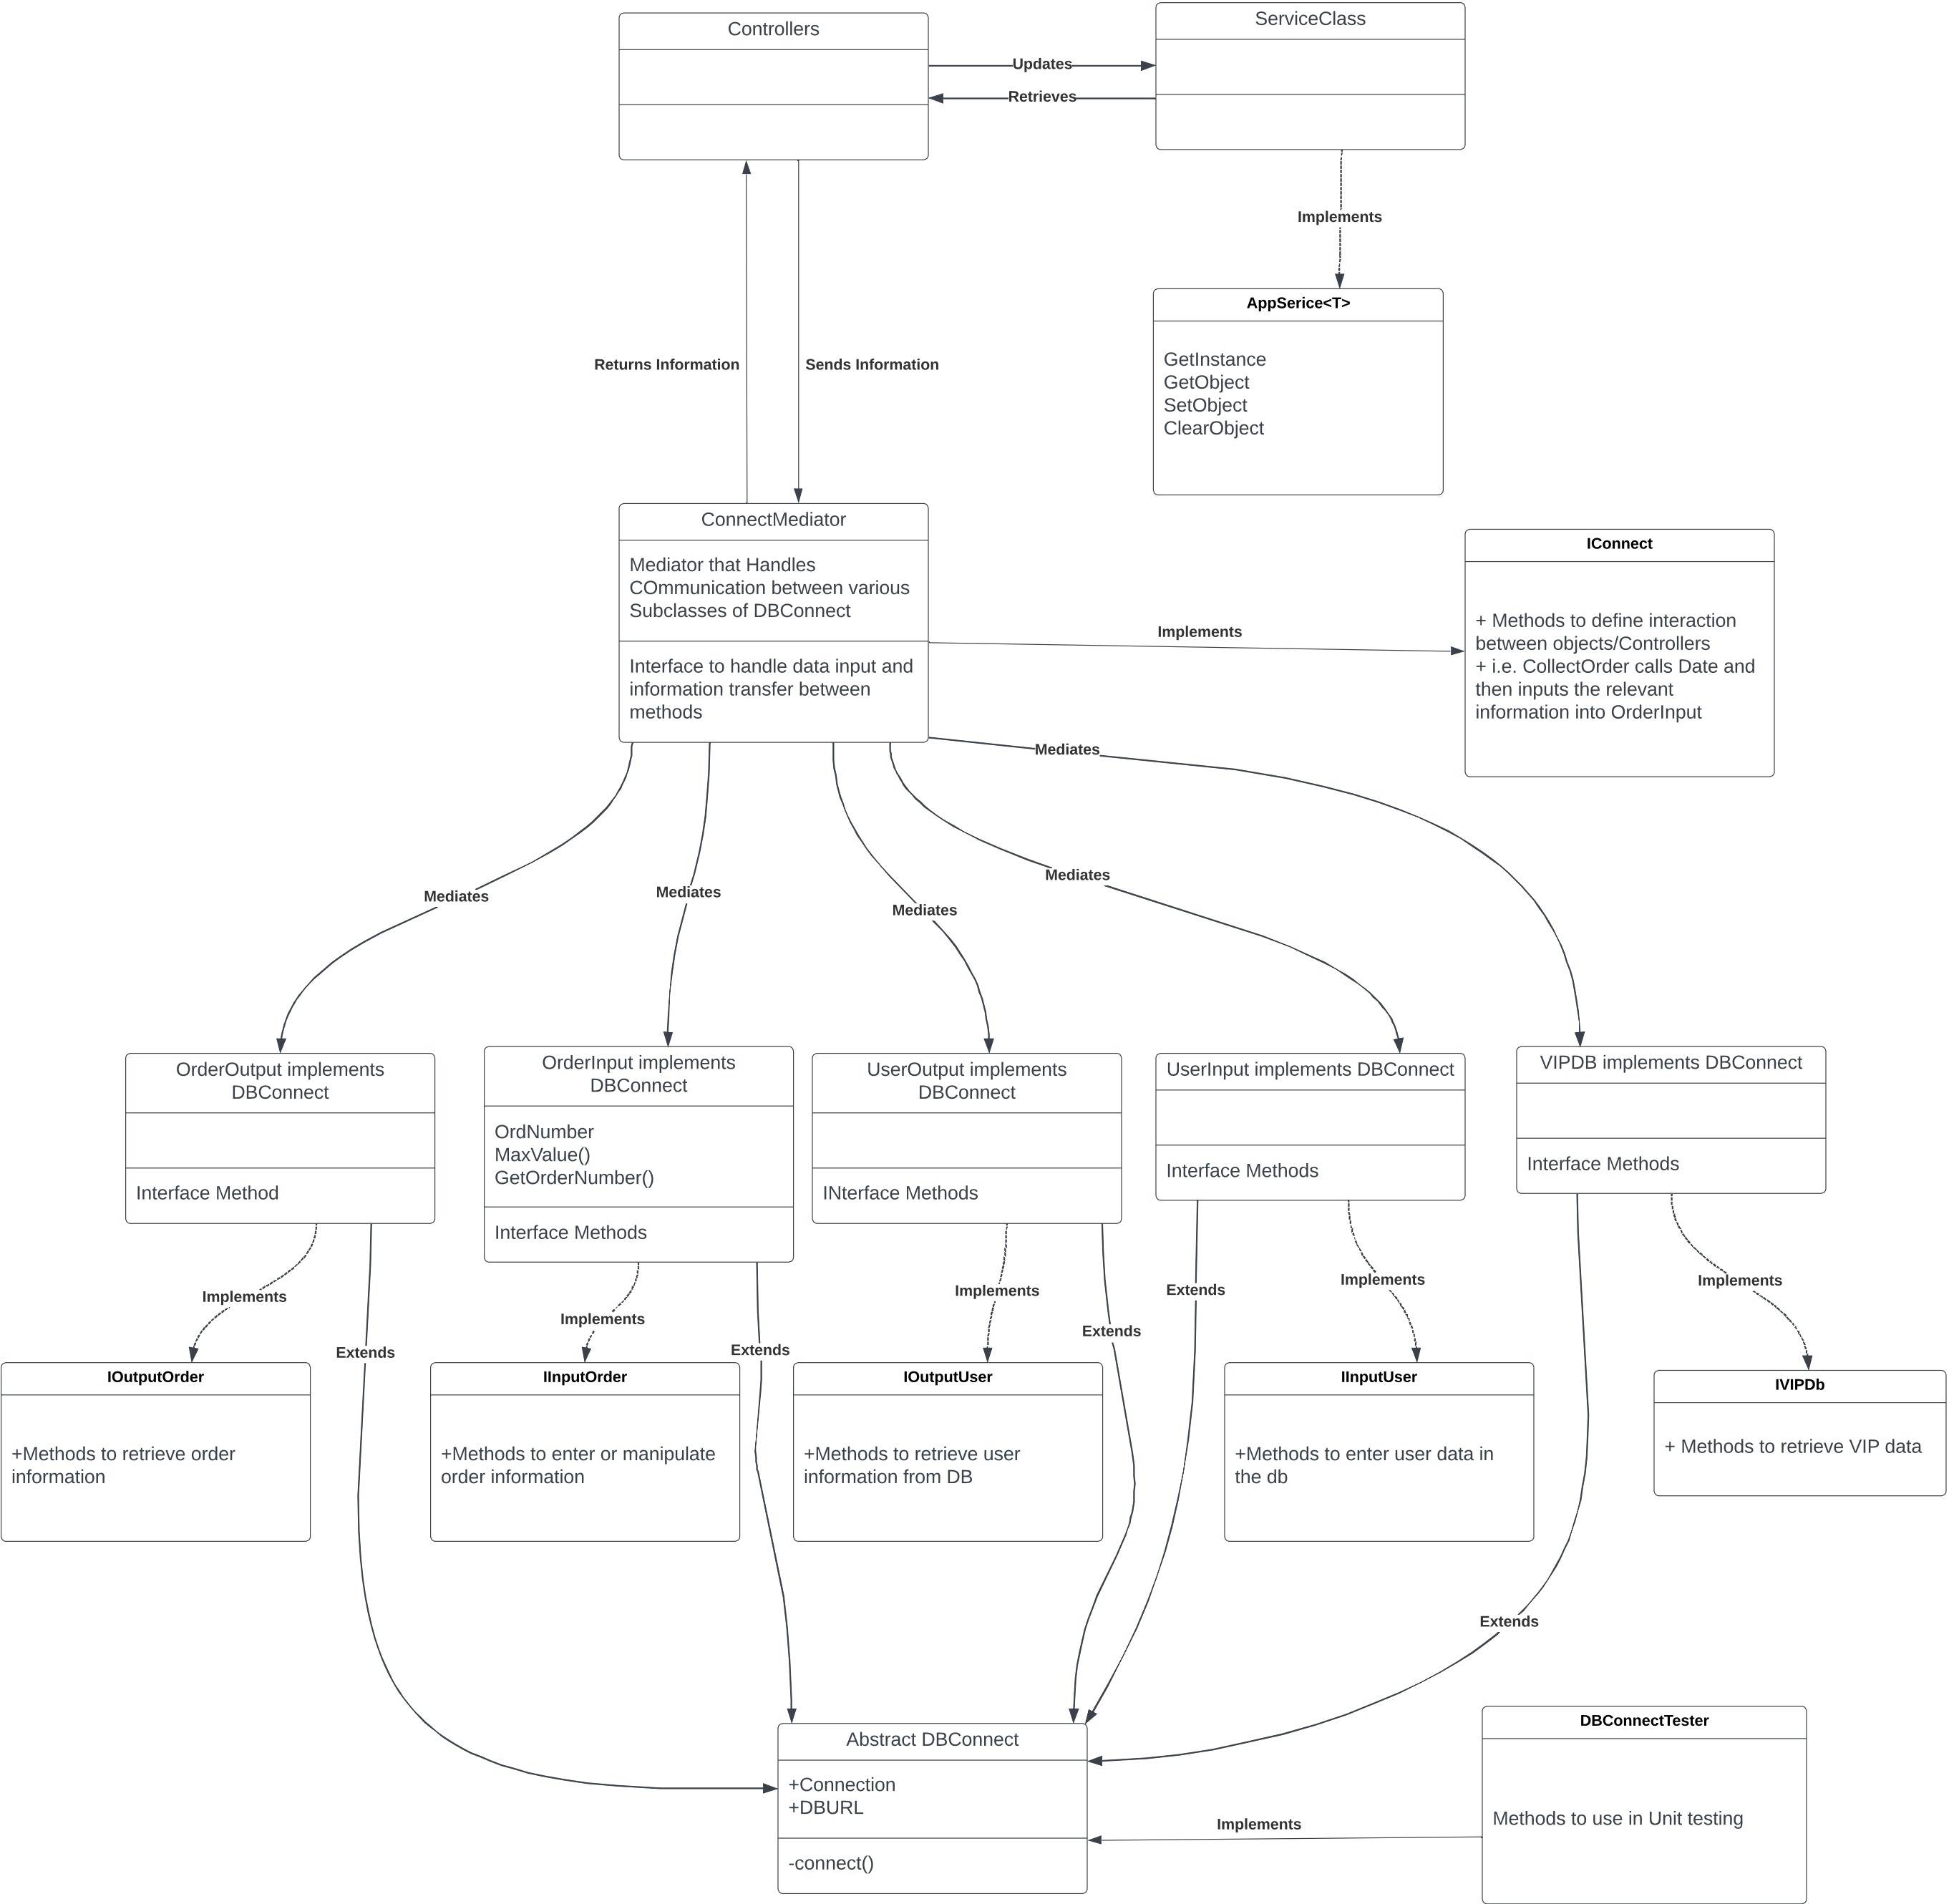 Controllers
ServiceClass
Updates
Retrieves
Implements
AppSerice<T>
GetInstance
GetObject
SetObject
ClearObject
Returns Information
Sends Information
ConnectMediator
Mediator that Handles
COmmunication between various
Subclasses of DBConnect
Interface to handle data input and
information transfer between
methods
Implements
IConnect
+ Methods to define interaction
between objects/Controllers
+ i.e. CollectOrder calls Date and
then inputs the relevant
information into OrderInput
Mediates
Mediates
Mediates
Mediates
Mediates
OrderOutput implements
DBConnect
Interface Method
OrderInput implements
DBConnect
OrdNumber
MaxValue()
GetOrderNumber()
Interface Methods
UserOutput implements
DBConnect
INterface Methods
UserInput implements DBConnect
Interface Methods
VIPDB implements DBConnect
Interface Methods
Implements
Extends
Implements
Extends
Implements
Extends
Extends
Implements
Implements
Extends
IOutputOrder
+Methods to retrieve order
information
IInputOrder
+Methods to enter or manipulate
order information
IOutputUser
+Methods to retrieve user
information from DB
IInputUser
+Methods to enter user data in
the db
IVIPDb
+ Methods to retrieve VIP data
Abstract DBConnect
+Connection
+DBURL
-connect()
Implements
DBConnectTester
Methods to use in Unit testing